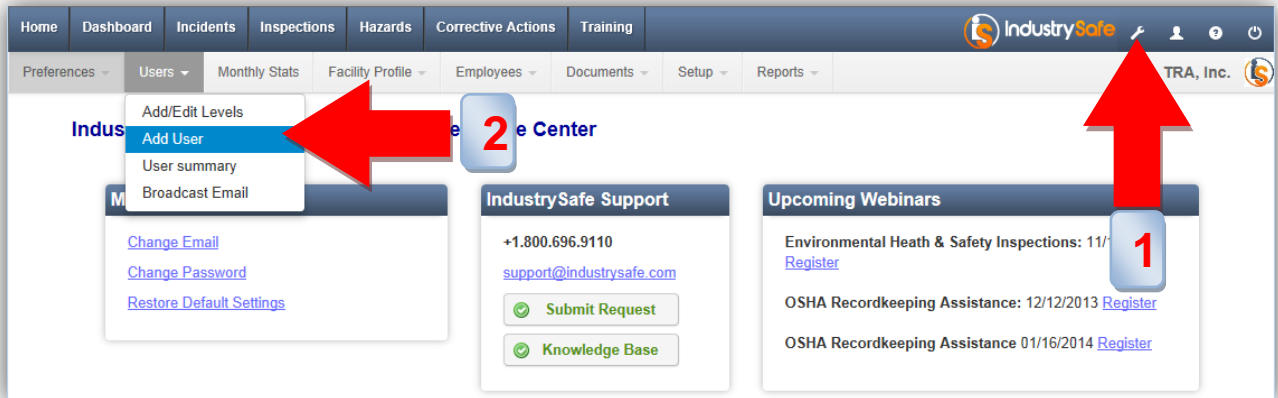 Home Dashboard Incidents Inspections Hazards Corrective Actions Training IndustrySafe
Preferences Users Monthly Stats Facility Profile Employees Documents Setup Reports TRA, Inc.
Add/Edit Levels
Indus e Center
Add User
2
User summary
Broadcast Email
M
IndustrySafe Support
Upcoming Webinars
Change Email
+1.800.696.9110
Environmental Heath & Safety Inspections: 11/
1
Register
Change Password
support@industrysafe.com
Restore Default Settings
Submit Request
OSHA Recordkeeping Assistance: 12/12/2013 Register
Knowledge Base
OSHA Recordkeeping Assistance 01/16/2014 Register